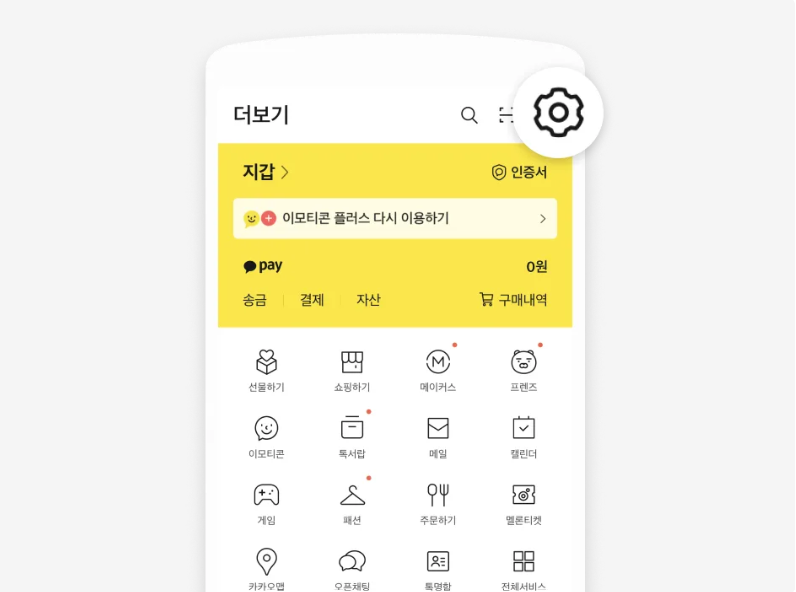 더보기
지갑 >
인증서
이모티콘 플러스 다시 이용하기 >
pay
0원
송금 결제 자산
구매내역
선물하기 쇼핑하기 메이커스 프렌즈
이모티콘 톡서랍 메일 캘린더
게임 패션 주문하기 멜론티켓
카카오맵 오픈채팅 톡명함 전체서비스